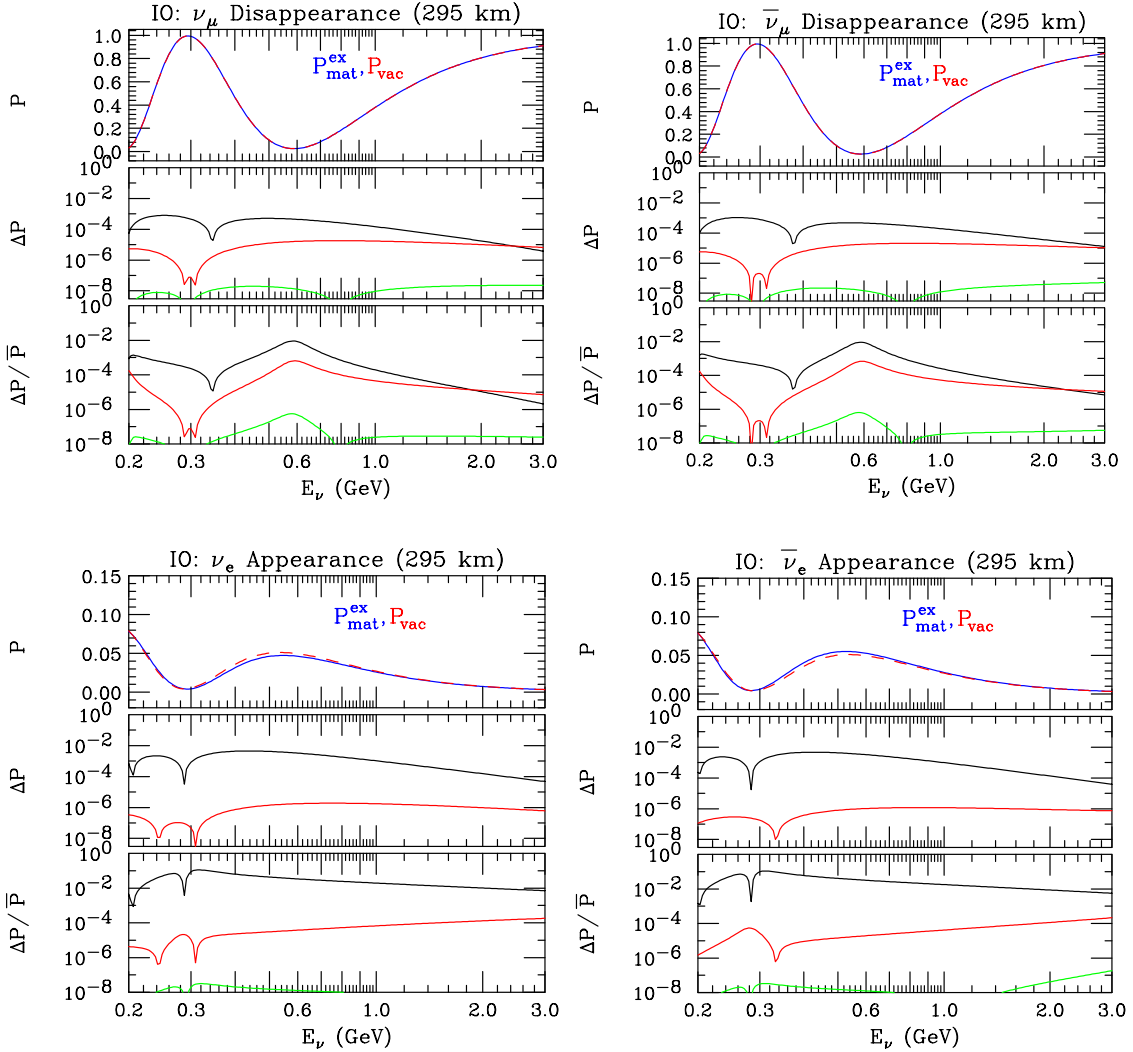 IO: ν_μ Disappearance (295 km)
1.0
0.8
0.6
0.4
0.2
0.0
P
P^ex_mat, P_vac
10^0
10^-2
10^-4
10^-6
10^-8
ΔP
10^0
10^-2
10^-4
10^-6
10^-8
ΔP/P̅
0.2 0.3 0.6 1.0 2.0 3.0
E_ν (GeV)
IO: ν̅_μ Disappearance (295 km)
1.0
0.8
0.6
0.4
0.2
0.0
P
P^ex_mat, P_vac
10^0
10^-2
10^-4
10^-6
10^-8
ΔP
10^0
10^-2
10^-4
10^-6
10^-8
ΔP/P̅
0.2 0.3 0.6 1.0 2.0 3.0
E_ν (GeV)
IO: ν_e Appearance (295 km)
0.15
0.10
0.05
0.00
P
P^ex_mat, P_vac
10^0
10^-2
10^-4
10^-6
10^-8
ΔP
10^0
10^-2
10^-4
10^-6
10^-8
ΔP/P̅
0.2 0.3 0.6 1.0 2.0 3.0
E_ν (GeV)
IO: ν̅_e Appearance (295 km)
0.15
0.10
0.05
0.00
P
P^ex_mat, P_vac
10^0
10^-2
10^-4
10^-6
10^-8
ΔP
10^0
10^-2
10^-4
10^-6
10^-8
ΔP/P̅
0.2 0.3 0.6 1.0 2.0 3.0
E_ν (GeV)